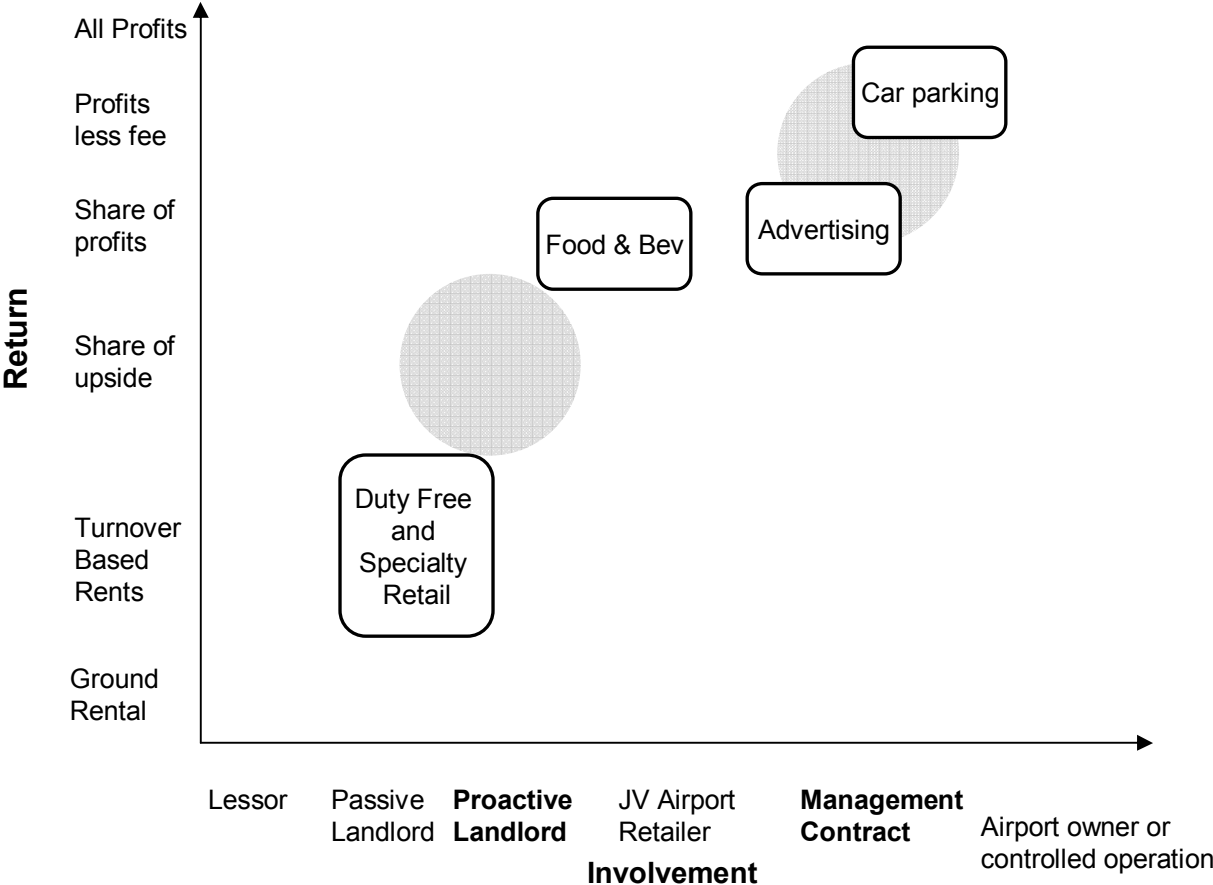 All Profits
Profits
less fee
Share of
profits
Share of
upside
Turnover
Based
Rents
Ground
Rental
Return
Car parking
Advertising
Food & Bev
Duty Free
and
Specialty
Retail
Lessor
Passive
Landlord
Proactive
Landlord
JV Airport
Retailer
Management
Contract
Airport owner or
controlled operation
Involvement